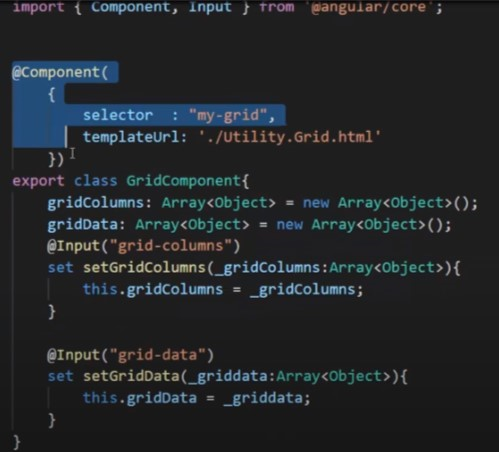 import { Component, Input } from '@angular/core';
@Component(
{
selector : "my-grid",
templateUrl: './Utility.Grid.html'
})
export class GridComponent{
gridColumns: Array<Object> = new Array<Object>();
gridData: Array<Object> = new Array<Object>();
@Input("grid-columns")
set setGridColumns(_gridColumns:Array<Object>){
this.gridColumns = _gridColumns;
}
@Input("grid-data")
set setGridData(_griddata:Array<Object>){
this.gridData = _griddata;
}
}